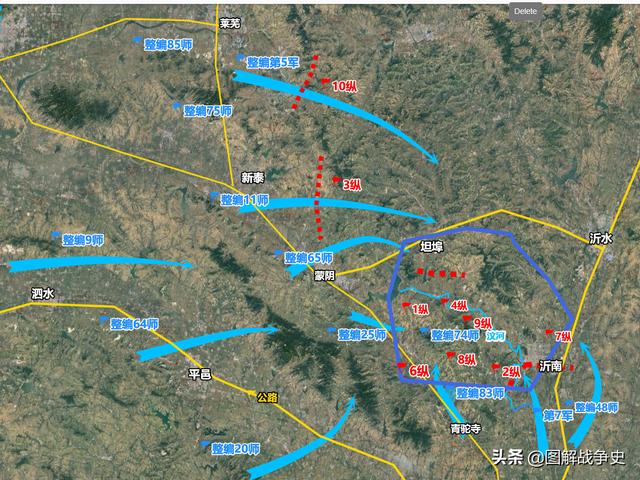 Delete
莱芜
整编85师
整编第5军
10纵
整编75师
新泰
3纵
整编11师
整编9师
坦埠
沂水
整编65师
蒙阴
泗水
1纵
4纵
9纵
整编64师
整编25师
整编74师
汶河
7纵
8纵
6纵
2纵
沂南
平邑
公路
整编83师
第7军
整编48师
青驼寺
整编20师
头条 @图解战争史